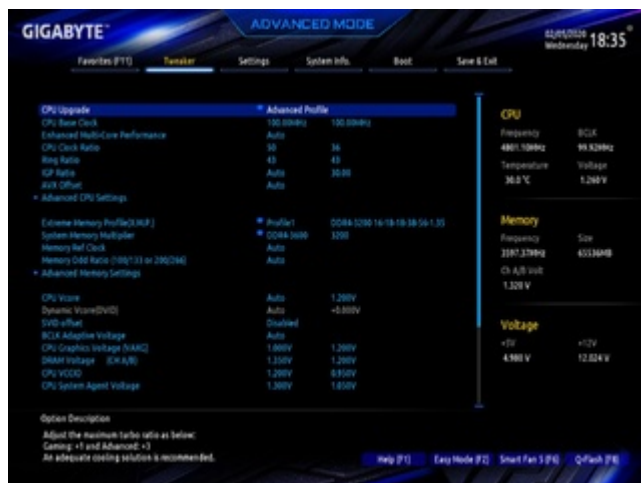 GIGABYTE™
ADVANCED MODE
02/05/2020
Wednesday 18:35
Favorites (F11) Tweaker Settings System Info. Boot Save & Exit
CPU Upgrade Advanced Profile
CPU Base Clock 100.00MHz 100.00MHz
Enhanced Multi-Core Performance Auto
CPU Clock Ratio 50 36
Ring Ratio 43 43
IGP Ratio Auto 30.00
AVX Offset Auto
Advanced CPU Settings
Extreme Memory Profile(X.M.P.) Profile1 DDR4-3200 16-18-18-38-56-1.35
System Memory Multiplier DDR4-3600 3200
Memory Ref Clock Auto
Memory Odd Ratio (100/133 or 200/266) Auto
Advanced Memory Settings
CPU Vcore Auto 1.200V
Dynamic Vcore(DVID) Auto +0.000V
SVID offset Disabled
BCLK Adaptive Voltage Auto
CPU Graphics Voltage (VAXG) 1.000V 1.200V
DRAM Voltage (CH A/B) 1.350V 1.200V
CPU VCCIO 1.200V 0.950V
CPU System Agent Voltage 1.300V 1.050V
CPU
Frequency BCLK
4801.10MHz 99.92MHz
Temperature Voltage
30.0 °C 1.260 V
Memory
Frequency Size
3597.37MHz 65536MB
Ch A/B Volt
1.320 V
Voltage
+5V +12V
4.980 V 12.024 V
Option Description
Adjust the maximum turbo ratio as below:
Gaming: +1 and Advanced: +3
An adequate cooling solution is recommended.
Help (F1) Easy Mode (F2) Smart Fan 5 (F6) Q-Flash (F8)